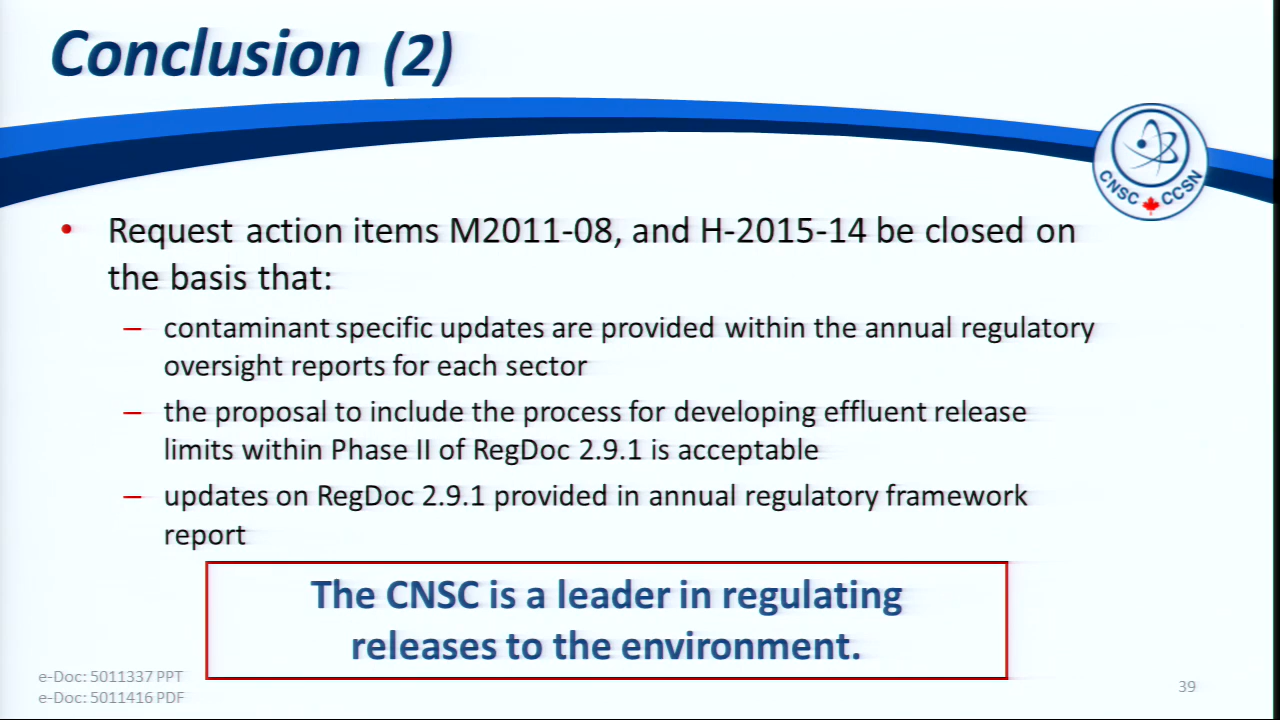 Conclusion (2)
CNSC CCSN
• Request action items M2011-08, and H-2015-14 be closed on
the basis that:
– contaminant specific updates are provided within the annual regulatory
oversight reports for each sector
– the proposal to include the process for developing effluent release
limits within Phase II of RegDoc 2.9.1 is acceptable
– updates on RegDoc 2.9.1 provided in annual regulatory framework
report
The CNSC is a leader in regulating
releases to the environment.
e-Doc: 5011337 PPT
e-Doc: 5011416 PDF
39